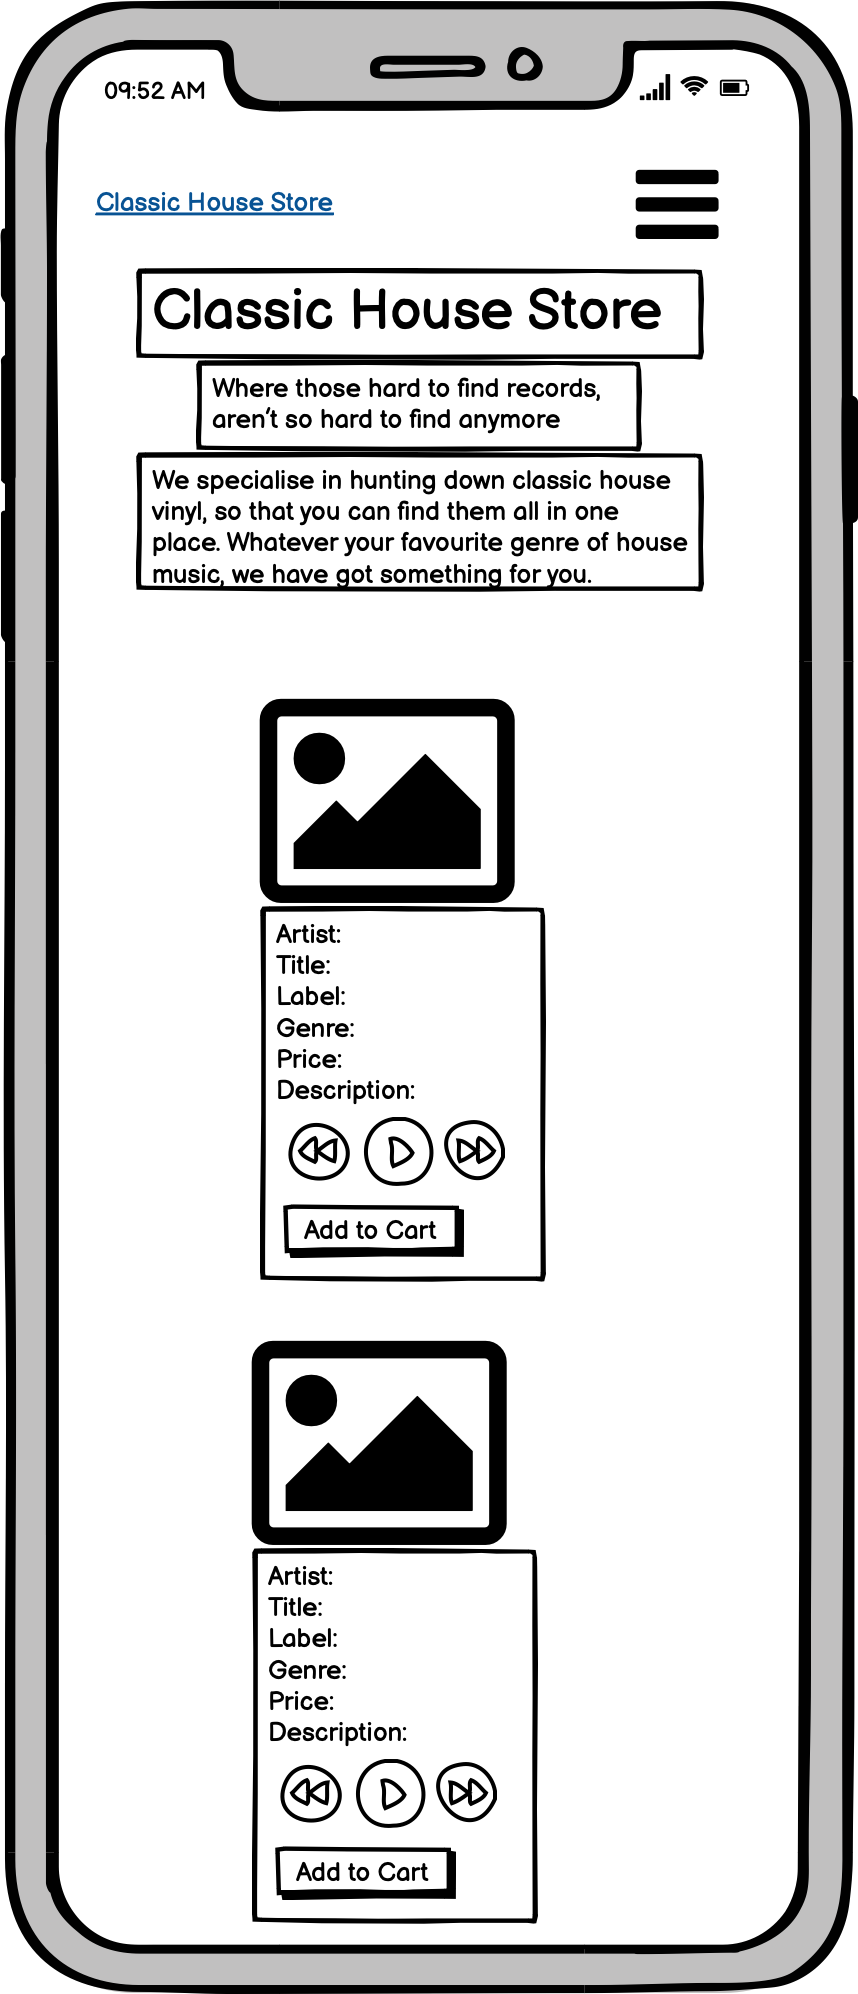 09:52 AM
Classic House Store
Classic House Store
Where those hard to find records,
aren't so hard to find anymore
We specialise in hunting down classic house
vinyl, so that you can find them all in one
place. Whatever your favourite genre of house
music, we have got something for you.
Artist:
Title:
Label:
Genre:
Price:
Description:
Add to Cart
Artist:
Title:
Label:
Genre:
Price:
Description:
Add to Cart